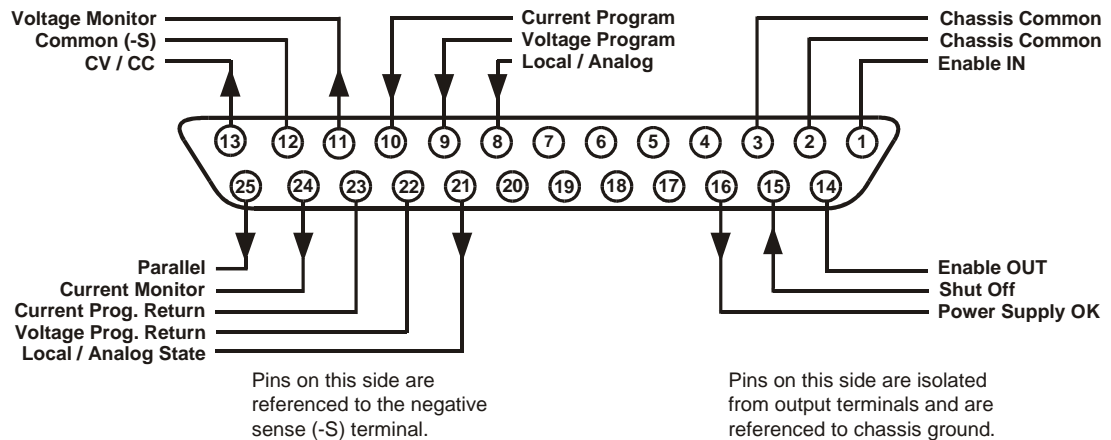 Voltage Monitor
Common (-S)
CV / CC
Current Program
Voltage Program
Local / Analog
Chassis Common
Chassis Common
Enable IN
13 12 11 10 9 8 7 6 5 4 3 2 1
25 24 23 22 21 20 19 18 17 16 15 14
Parallel
Current Monitor
Current Prog. Return
Voltage Prog. Return
Local / Analog State
Enable OUT
Shut Off
Power Supply OK
Pins on this side are
referenced to the negative
sense (-S) terminal.
Pins on this side are isolated
from output terminals and are
referenced to chassis ground.